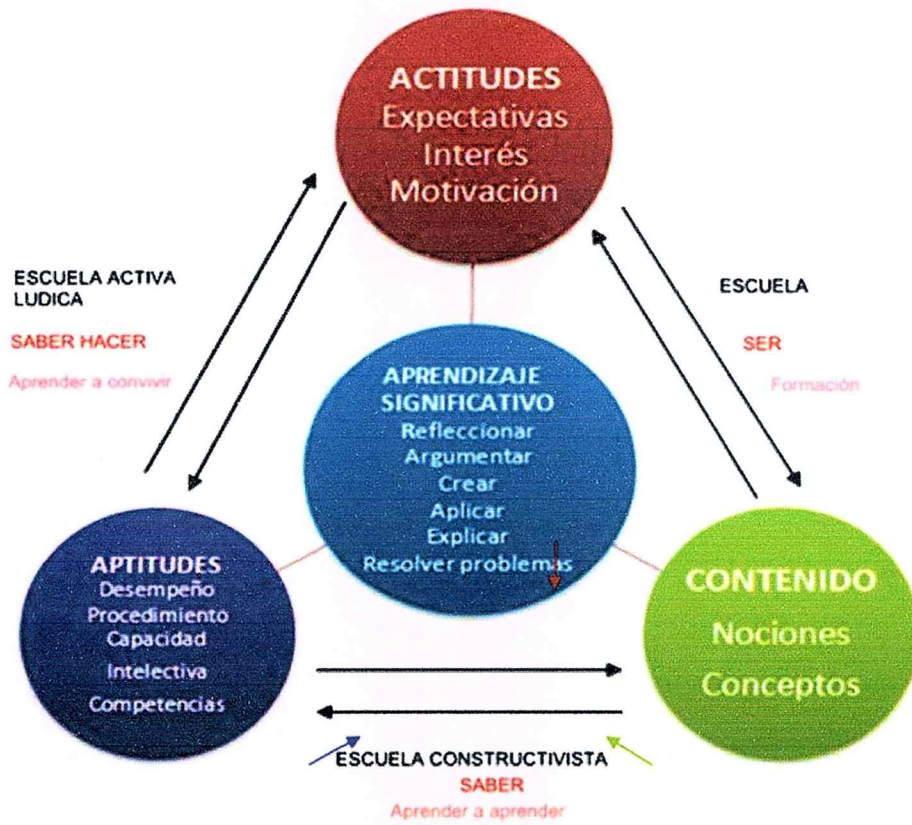 ACTITUDES
Expectativas
Interés
Motivación
ESCUELA ACTIVA
LUDICA
SABER HACER
Aprender a convivir
ESCUELA
SER
Formación
APRENDIZAJE
SIGNIFICATIVO
Refleccionar
Argumentar
Crear
Aplicar
Explicar
Resolver problemas
APTITUDES
Desempeño
Procedimiento
Capacidad
Intelectiva
Competencias
CONTENIDO
Nociones
Conceptos
ESCUELA CONSTRUCTIVISTA
SABER
Aprender a aprender